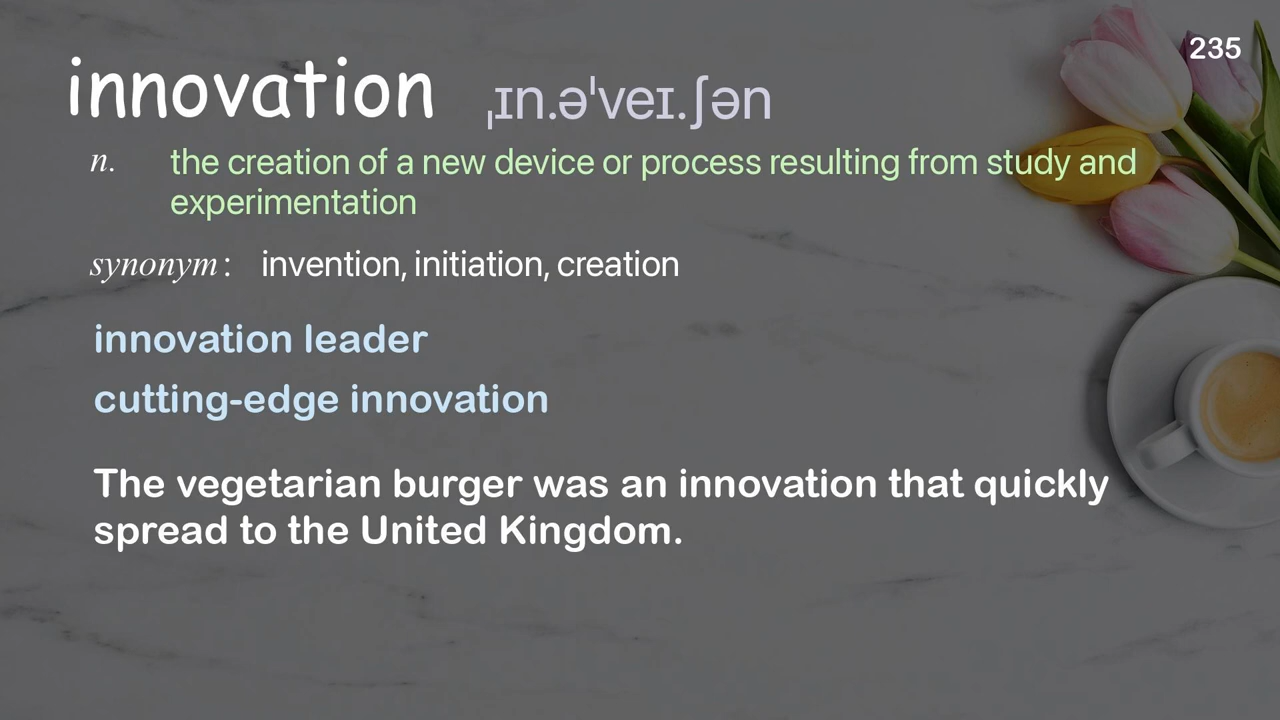 235
innovation ˌɪn.əˈveɪ.ʃən
n. the creation of a new device or process resulting from study and
experimentation
synonym : invention, initiation, creation
innovation leader
cutting-edge innovation
The vegetarian burger was an innovation that quickly
spread to the United Kingdom.